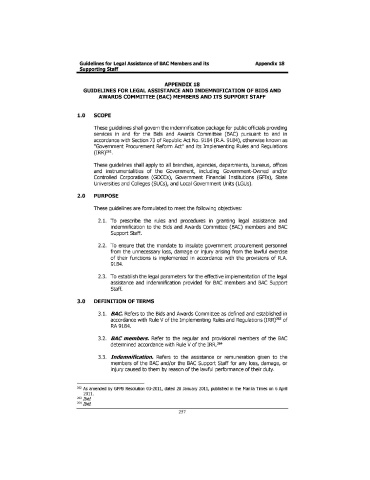 Guidelines for Legal Assistance of BAC Members and its Appendix 18
Supporting Staff
APPENDIX 18
GUIDELINES FOR LEGAL ASSISTANCE AND INDEMNIFICATION OF BIDS AND
AWARDS COMMITTEE (BAC) MEMBERS AND ITS SUPPORT STAFF
1.0 SCOPE
These guidelines shall govern the indemnification package for public officials providing
services in and for the Bids and Awards Committee (BAC) pursuant to and in
accordance with Section 73 of Republic Act No. 9184 (R.A. 9184), otherwise known as
"Government Procurement Reform Act" and its Implementing Rules and Regulations
(IRR)
These guidelines shall apply to all branches, agencies, departments, bureaus, offices
and instrumentalities of the Government, including Government-Owned and/or
Controlled Corporations (GOCCs), Government Financial Institutions (GFIs), State
Universities and Colleges (SUCs), and Local Government Units (LGUs).
2.0 PURPOSE
These guidelines are formulated to meet the following objectives:
2.1. To prescribe the rules and procedures in granting legal assistance and
indemnification to the Bids and Awards Committee (BAC) members and BAC
Support Staff.
2.2. To ensure that the mandate to insulate government procurement personnel
from the unnecessary loss, damage or injury arising from the lawful exercise
of their functions is implemented in accordance with the provisions of R.A.
9184.
2.3. To establish the legal parameters for the effective implementation of the legal
assistance and indemnification provided for BAC members and BAC Support
Staff.
3.0 DEFINITION OF TERMS
3.1. BAC. Refers to the Bids and Awards Committee as defined and established in
accordance with Rule V of the Implementing Rules and Regulations (IRR) of
RA 9184.
3.2. BAC members. Refer to the regular and provisional members of the BAC
determined accordance with Rule V of the IRR.
3.3. Indemnification. Refers to the assistance or remuneration given to the
members of the BAC and/or the BAC Support Staff for any loss, damage, or
injury caused to them by reason of the lawful performance of their duty.
As amended by GPPB Resolution 03-2011, dated 28 January 2011, published in the Manila Times on 6 April
2011.
Ibid
Ibid
257